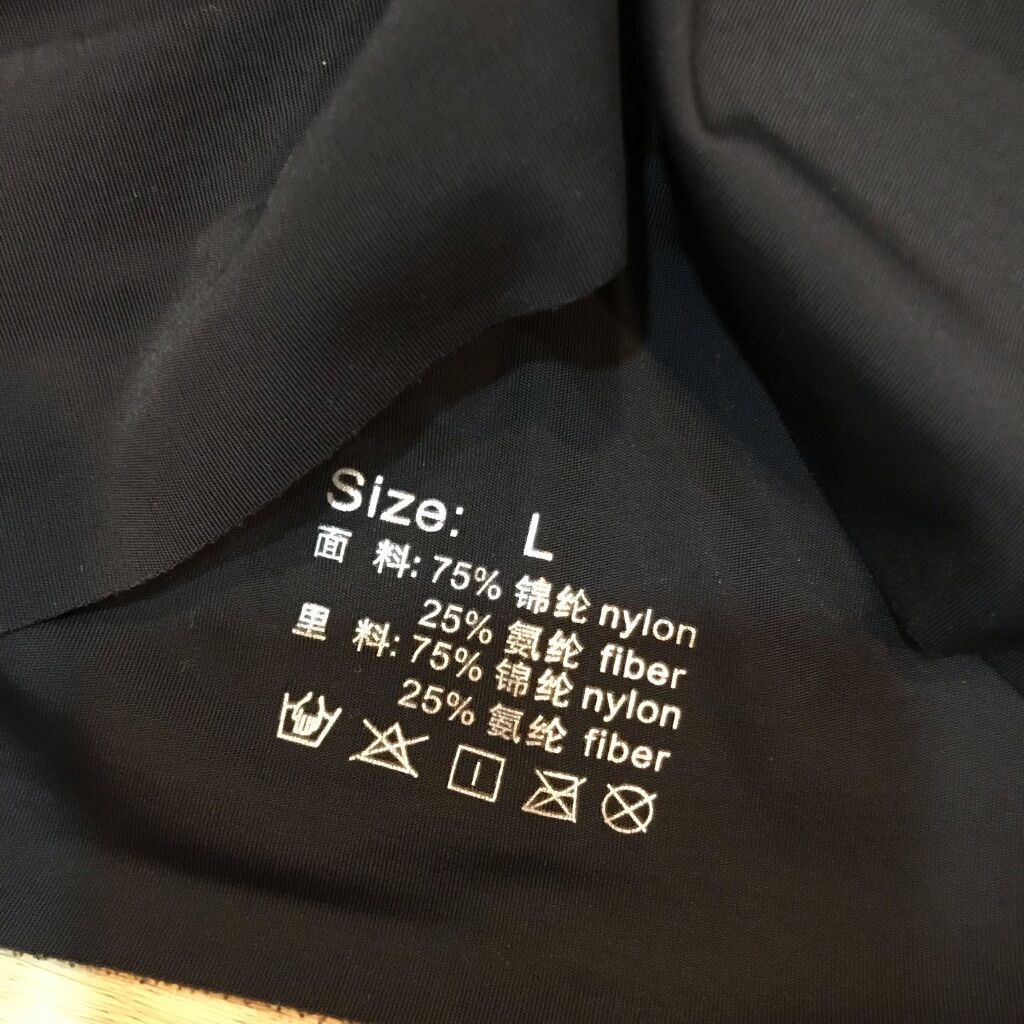 Size: L
面 料: 75% 锦纶 nylon
25% 氨纶 fiber
里 料: 75% 锦纶 nylon
25% 氨纶 fiber